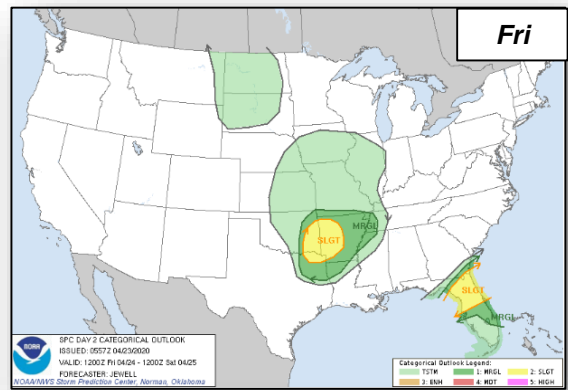 Fri
MRGL
SLGT
SLGT
MRGL
NOAA
SPC DAY 2 CATEGORICAL OUTLOOK
ISSUED: 0557Z 04/23/2020
VALID: 1200Z Fri 04/24 - 1200Z Sat 04/25
FORECASTER: JEWELL
NOAA/NWS Storm Prediction Center, Norman, Oklahoma
Categorical Outlook Legend:
TSTM 1: MRGL 2: SLGT
3: ENH 4: MDT 5: HIGH